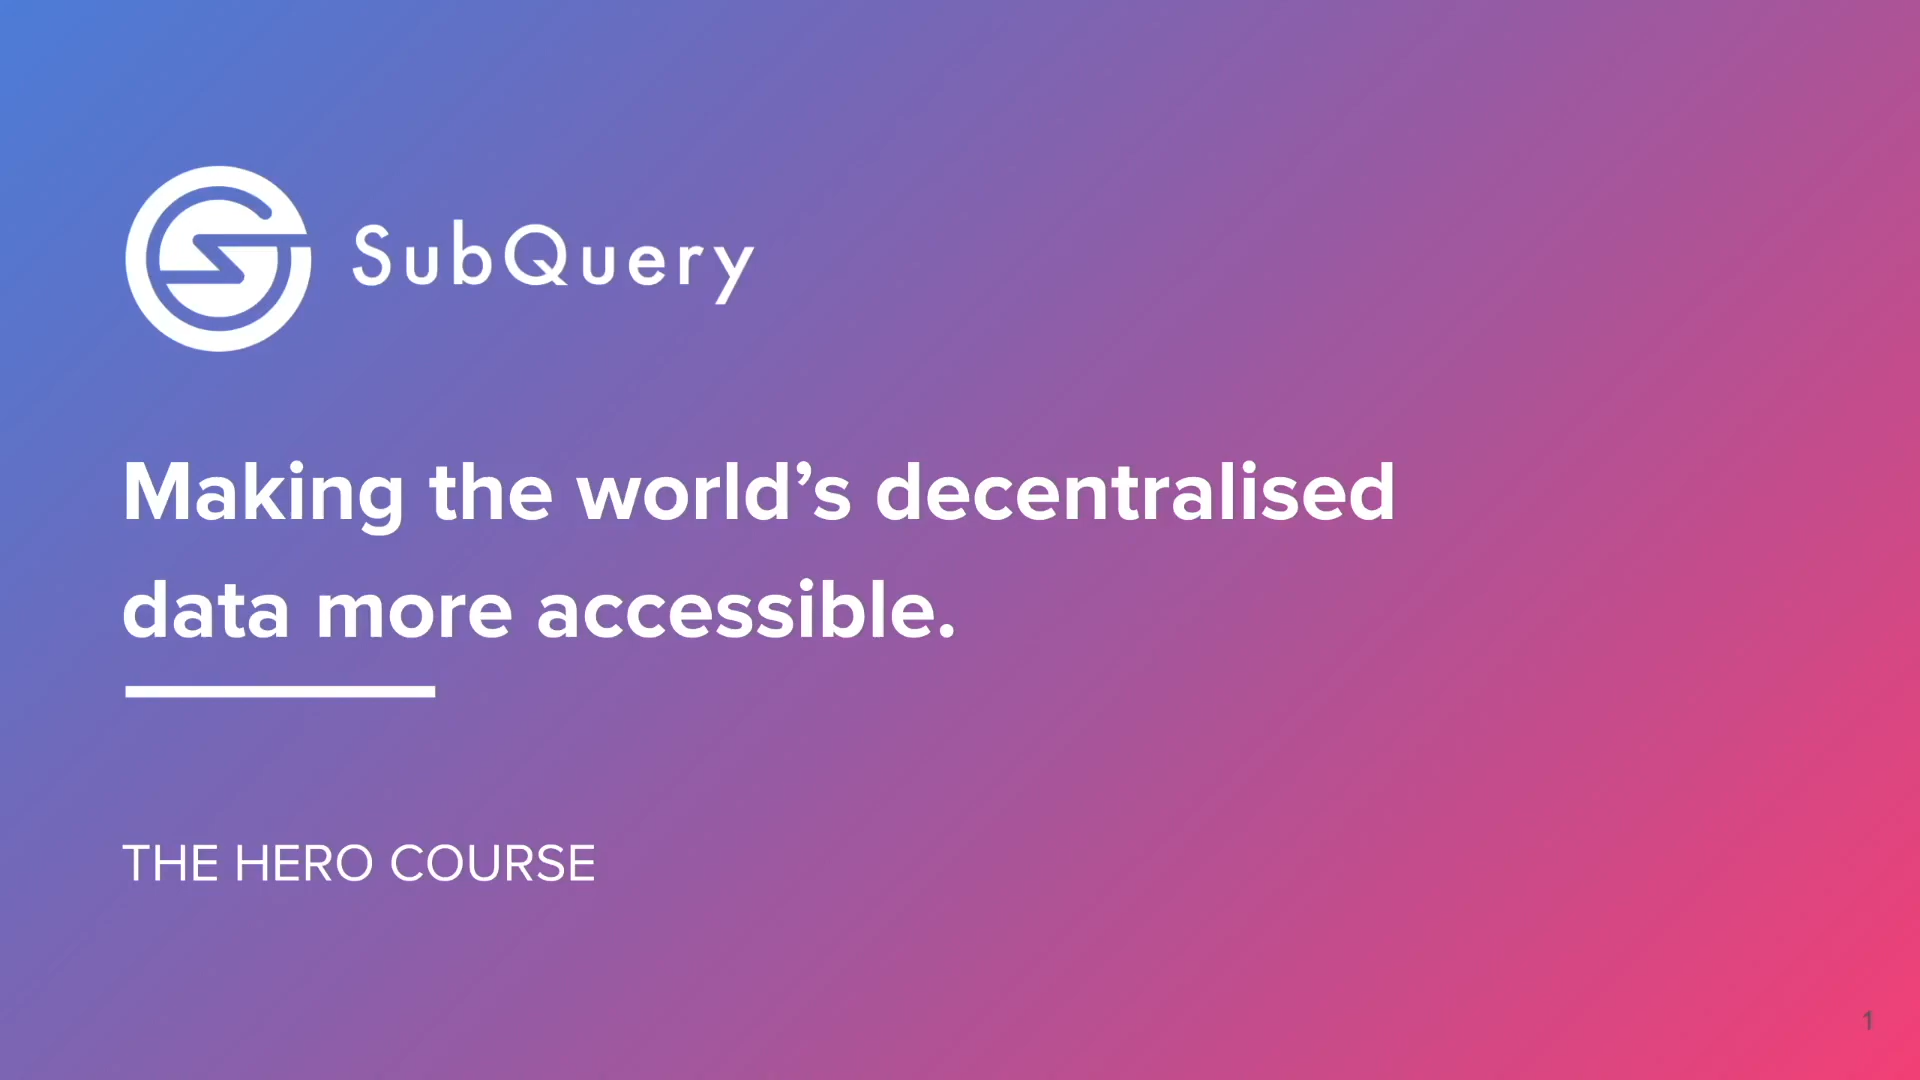 SubQuery
Making the world’s decentralised
data more accessible.
THE HERO COURSE
1